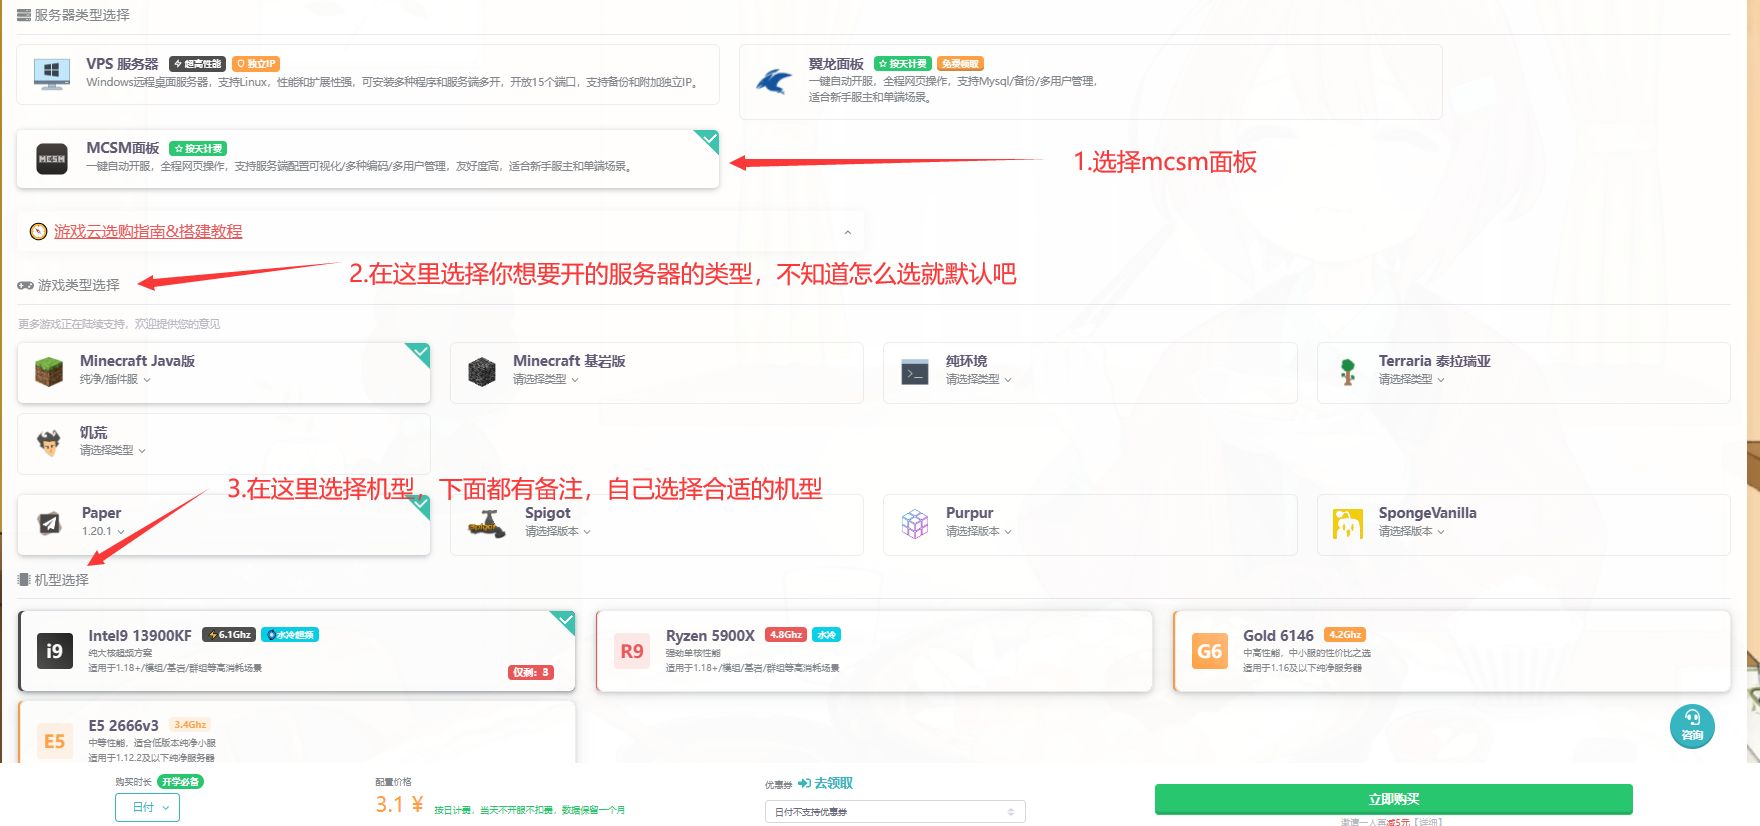 服务器类型选择
VPS 服务器 超高性能 独立IP
Windows远程桌面服务器，支持Linux，性能和扩展性强，可安装多种程序和服务端多开，开放15个端口，支持备份和附加独立IP。
翼龙面板 按天计费 免费领取
一键自动开服，全程网页操作，支持Mysql/备份/多用户管理，
适合新手服主和单端场景。
MCSM
MCSM面板 按天计费
一键自动开服，全程网页操作，支持服务端配置可视化/多种编码/多用户管理，友好度高，适合新手服主和单端场景。
1.选择mcsm面板
游戏云选购指南&搭建教程
2.在这里选择你想要开的服务器的类型，不知道怎么选就默认吧
游戏类型选择
更多游戏正在陆续支持，欢迎提供您的意见
Minecraft Java版
纯净/插件服
Minecraft 基岩版
请选择类型
纯环境
请选择类型
Terraria 泰拉瑞亚
请选择类型
饥荒
请选择类型
3.在这里选择机型，下面都有备注，自己选择合适的机型
Paper
1.20.1
Spigot
请选择版本
Purpur
请选择版本
SpongeVanilla
请选择版本
机型选择
i9
Intel9 13900KF 6.1Ghz 水冷超频
纯大核超频方案
适用于1.18+/模组/基岩/群组等高消耗场景
仅剩：3
R9
Ryzen 5900X 4.8Ghz 水冷
强劲单核性能
适用于1.18+/模组/基岩/群组等高消耗场景
G6
Gold 6146 4.2Ghz
中高性能，中小服的性价比之选
适用于1.16及以下纯净服务器
E5
E5 2666v3 3.4Ghz
中等性能，适合低版本纯净小服
适用于1.12.2及以下纯净服务器
咨询
购买时长 开学必备
日付
配置价格
3.1 ¥ 按日计费，当天不开服不扣费，数据保留一个月
优惠券 去领取
日付不支持优惠券
立即购买
邀请一人再减5元【详细】